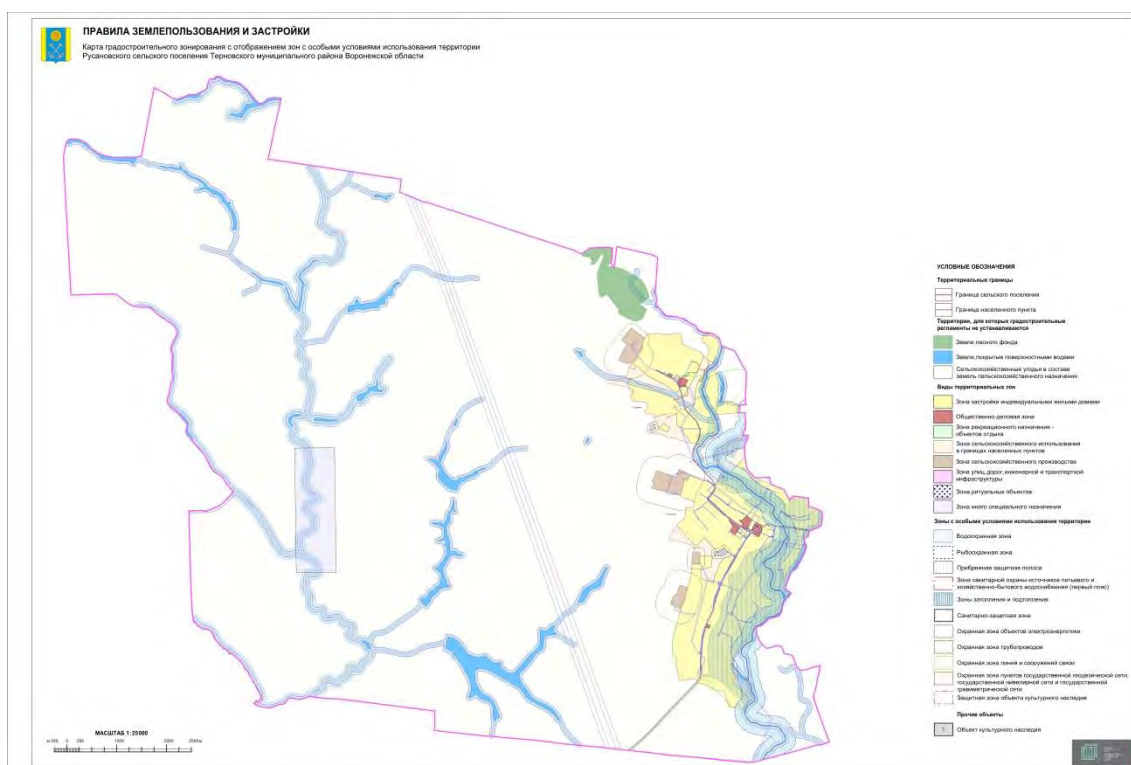 ПРАВИЛА ЗЕМЛЕПОЛЬЗОВАНИЯ И ЗАСТРОЙКИ
Карта градостроительного зонирования с отображением зон с особыми условиями использования территории
Русановского сельского поселения Терновского муниципального района Воронежской области
УСЛОВНЫЕ ОБОЗНАЧЕНИЯ
Территориальные границы
Граница сельского поселения
Граница населенного пункта
Территории, для которых градостроительные
регламенты не устанавливаются
Земли лесного фонда
Земли, покрытые поверхностными водами
Сельскохозяйственные угодья в составе
земель сельскохозяйственного назначения
Виды территориальных зон
Зона застройки индивидуальными жилыми домами
Общественно-деловая зона
Зона рекреационного назначения -
объектов отдыха
Зона сельскохозяйственного использования
в границах населенных пунктов
Зона сельскохозяйственного производства
Зона улиц, дорог, инженерной и транспортной
инфраструктуры
Зона ритуальных объектов
Зона иного специального назначения
Зоны с особыми условиями использования территории
Водоохранная зона
Рыбоохранная зона
Прибрежная защитная полоса
Зона санитарной охраны источников питьевого и
хозяйственно-бытового водоснабжения (первый пояс)
Зоны затопления и подтопления
Санитарно-защитная зона
Охранная зона объектов электроэнергетики
Охранная зона трубопроводов
Охранная зона линий и сооружений связи
Охранная зона пунктов государственной геодезической сети,
государственной нивелирной сети и государственной
гравиметрической сети
Защитная зона объекта культурного наследия
Прочие объекты
Объект культурного наследия
МАСШТАБ 1:25000
м 250 0 250 1000 2000 2500 м